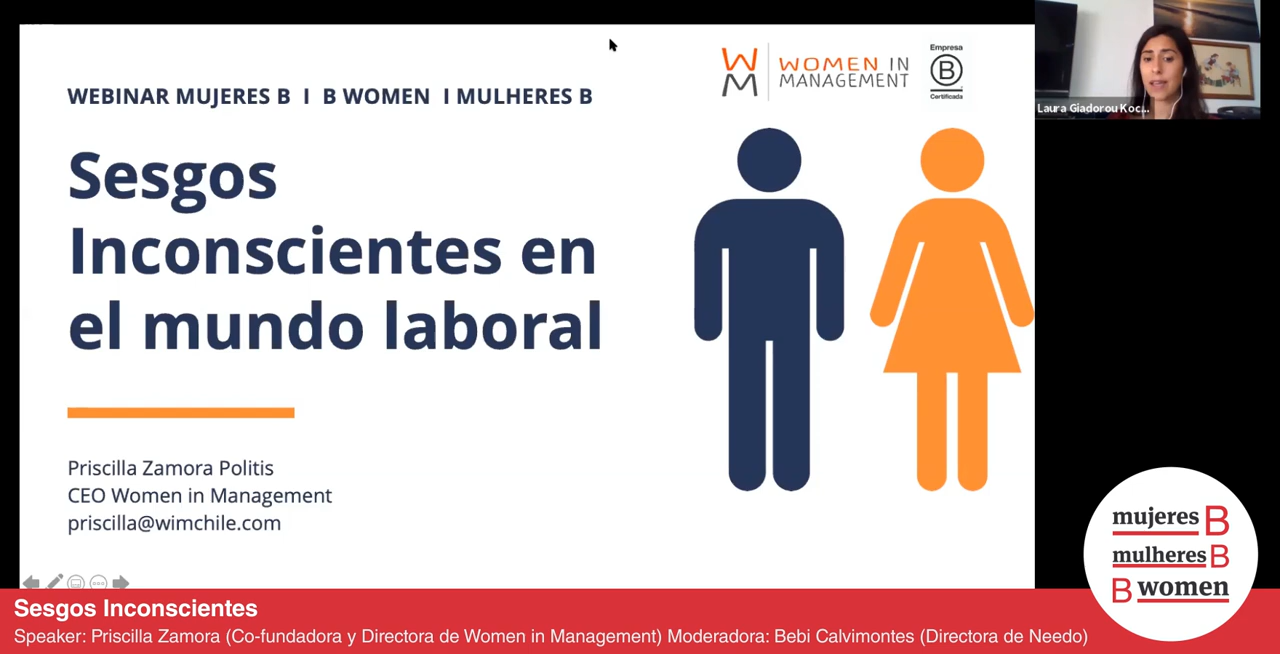 WEBINAR MUJERES B I B WOMEN I MULHERES B
Sesgos
Inconscientes en
el mundo laboral
Priscilla Zamora Politis
CEO Women in Management
priscilla@wimchile.com
WM
WOMEN IN
MANAGEMENT
Empresa
B
Certificada
Laura Giadorou Koc...
mujeres B
mulheres B
B women
Sesgos Inconscientes
Speaker: Priscilla Zamora (Co-fundadora y Directora de Women in Management) Moderadora: Bebi Calvimontes (Directora de Needo)